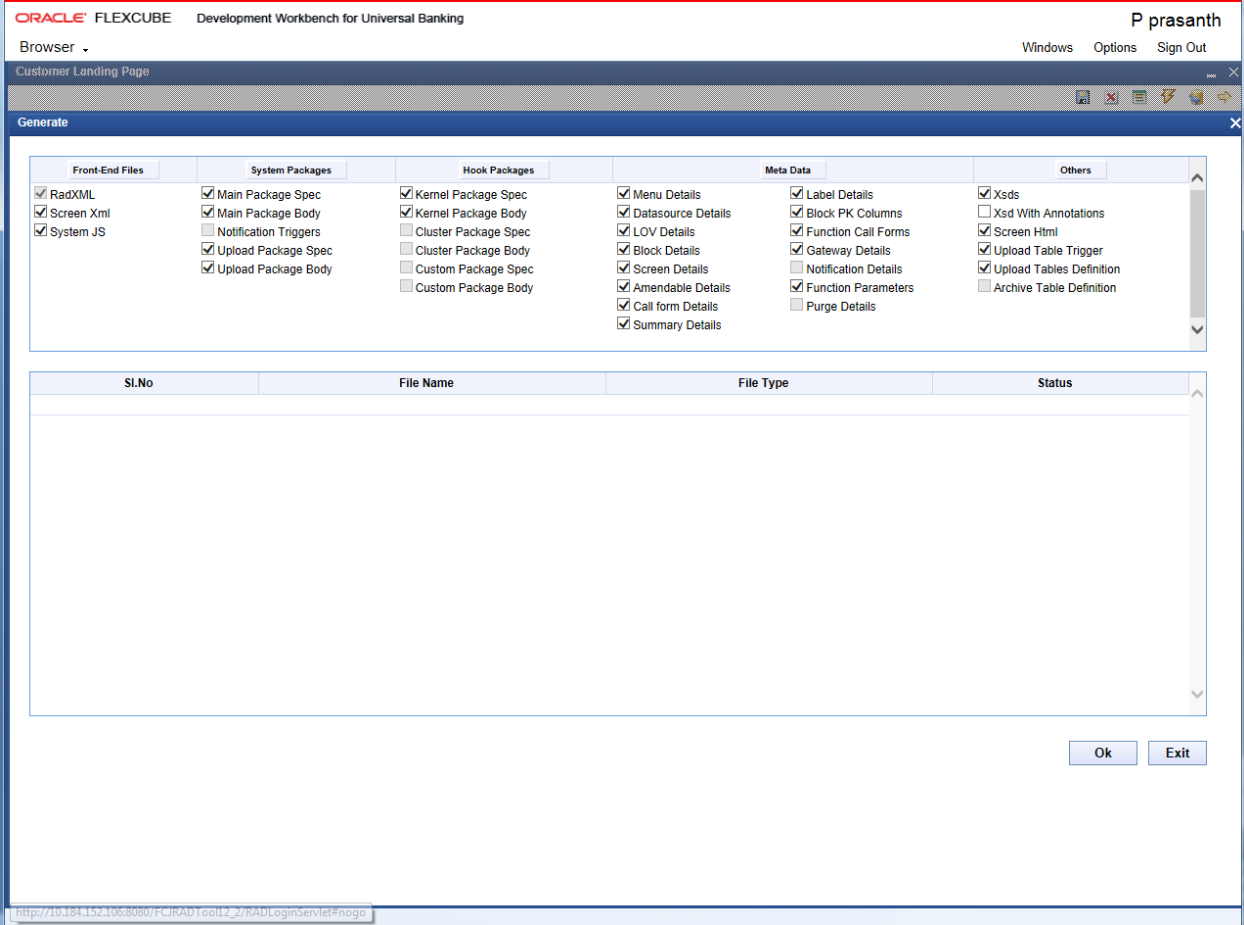 ORACLE FLEXCUBE Development Workbench for Universal Banking P prasanth
Browser Windows Options Sign Out
Customer Landing Page
Generate
Front-End Files System Packages Hook Packages Meta Data Others
RadXML Main Package Spec Kernel Package Spec Menu Details Label Details Xsds
Screen Xml Main Package Body Kernel Package Body Datasource Details Block PK Columns Xsd With Annotations
System JS Notification Triggers Cluster Package Spec LOV Details Function Call Forms Screen Html
Upload Package Spec Cluster Package Body Block Details Gateway Details Upload Table Trigger
Upload Package Body Custom Package Spec Screen Details Notification Details Upload Tables Definition
Custom Package Body Amendable Details Function Parameters Archive Table Definition
Call form Details Purge Details
Summary Details
Sl.No File Name File Type Status
Ok Exit
http://10.184.152.106:8080/FCJRADTool12_2/RADLoginServlet#nogo